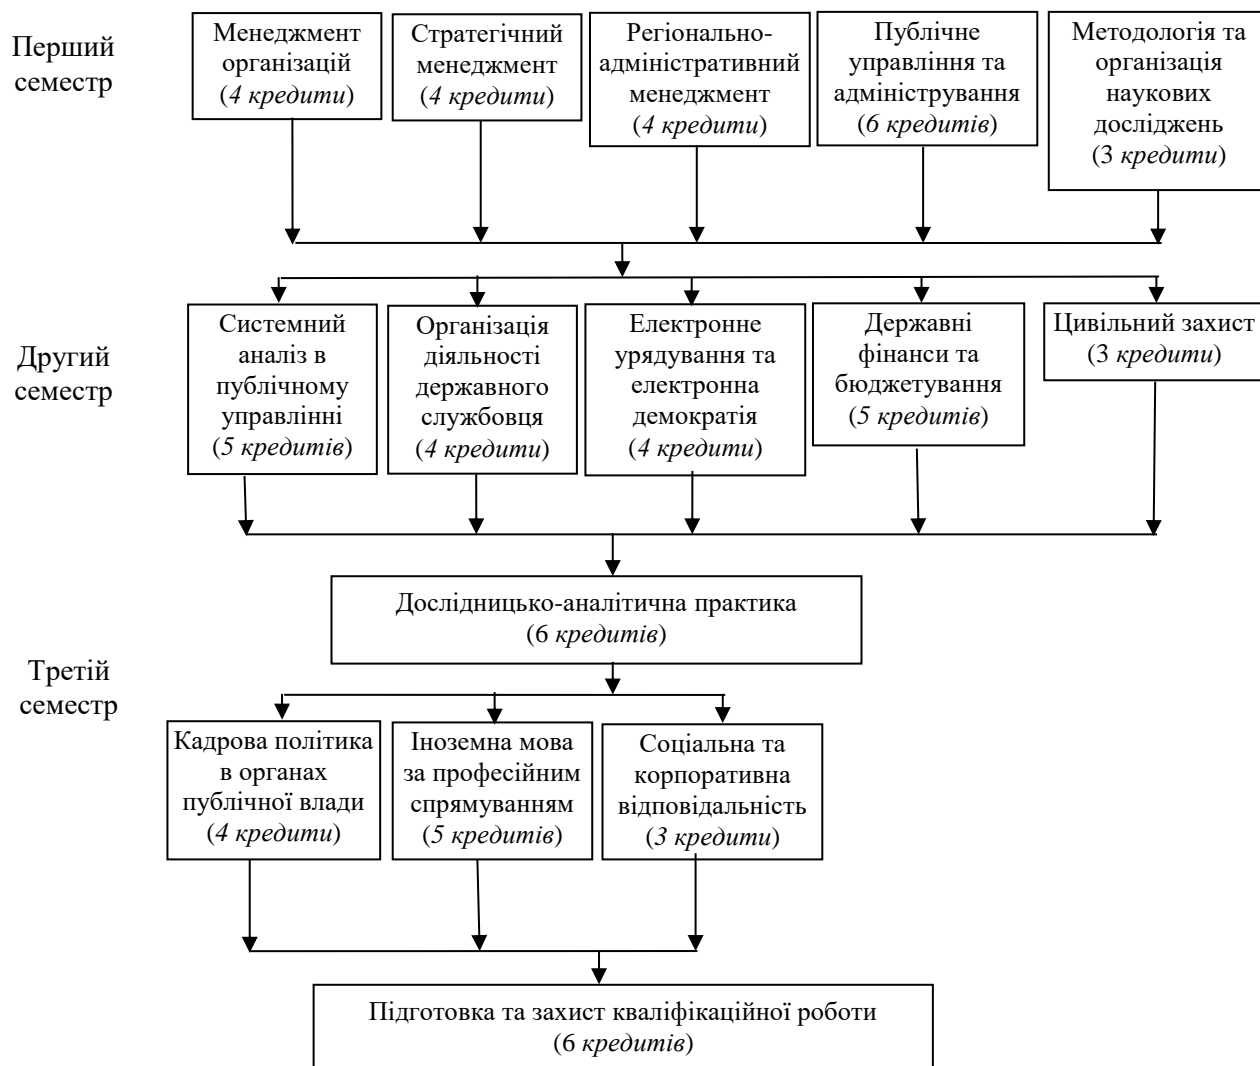 Перший
семестр
Менеджмент
організацій
(4 кредити)
Стратегічний
менеджмент
(4 кредити)
Регіонально-
адміністративний
менеджмент
(4 кредити)
Публічне
управління та
адміністрування
(6 кредитів)
Методологія та
організація
наукових
досліджень
(3 кредити)
Другий
семестр
Системний
аналіз в
публічному
управлінні
(5 кредитів)
Організація
діяльності
державного
службовця
(4 кредити)
Електронне
урядування та
електронна
демократія
(4 кредити)
Державні
фінанси та
бюджетування
(5 кредитів)
Цивільний захист
(3 кредити)
Дослідницько-аналітична практика
(6 кредитів)
Третій
семестр
Кадрова політика
в органах
публічної влади
(4 кредити)
Іноземна мова
за професійним
спрямуванням
(5 кредитів)
Соціальна та
корпоративна
відповідальність
(3 кредити)
Підготовка та захист кваліфікаційної роботи
(6 кредитів)